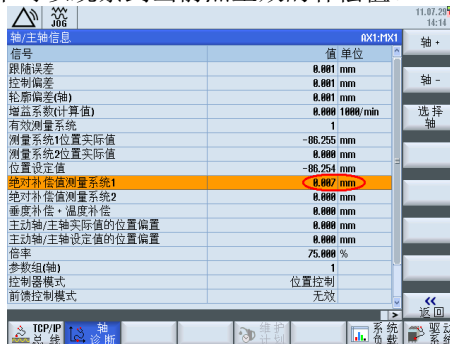 11.07.29
14:14
JOG
轴/主轴信息 AX1:MX1
信号 值 单位
跟随误差 0.001 mm
控制偏差 0.001 mm
轮廓偏差(轴) 0.001 mm
增益系数(计算值) 0.000 1000/min
有效测量系统 1
测量系统1位置实际值 -86.255 mm
测量系统2位置实际值 0.000 mm
位置设定值 -86.254 mm
绝对补偿值测量系统1 0.007 mm
绝对补偿值测量系统2 0.000 mm
垂度补偿+温度补偿 0.000 mm
主动轴/主轴实际值的位置偏置 0.000 mm
主动轴/主轴设定值的位置偏置 0.000 mm
倍率 75.000 %
参数组(轴) 1
控制器模式 位置控制
前馈控制模式 无效
轴 +
轴 -
选择
轴
返回
TCP/IP
总线
轴
诊断
维护
计划
系统
负载
驱动
系统